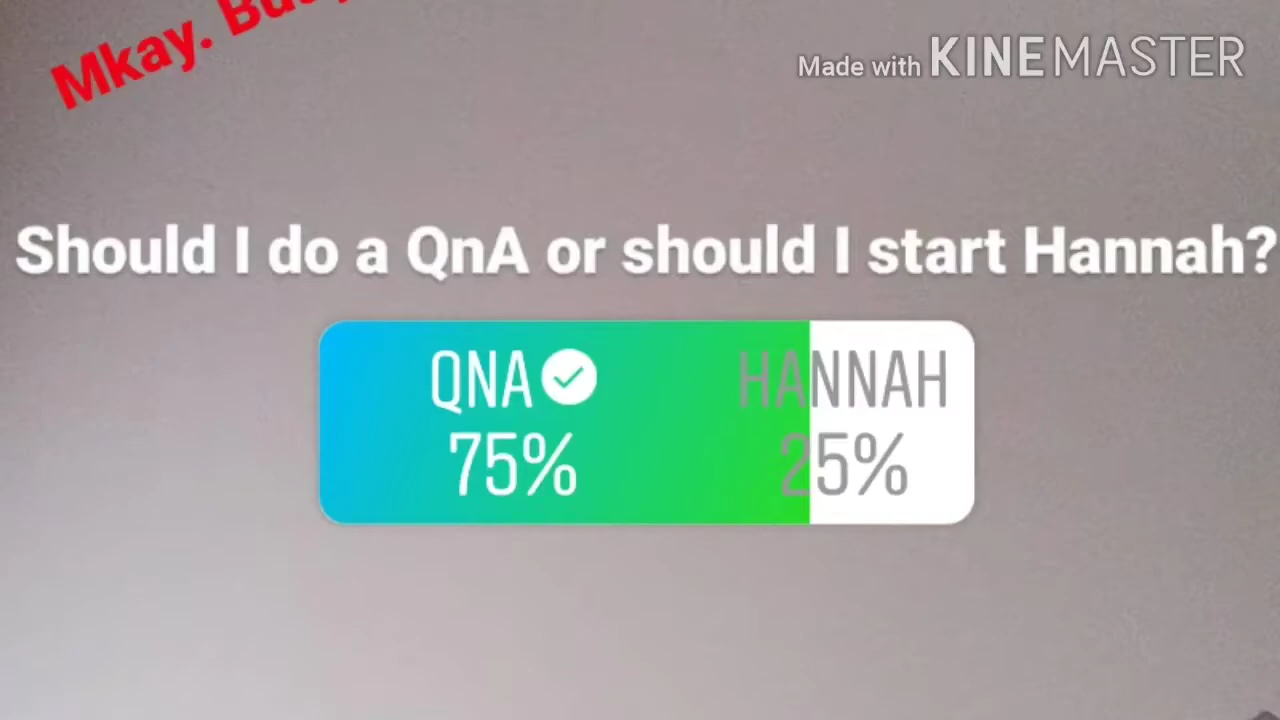 Mkay.
Made with KINEMASTER
Should I do a QnA or should I start Hannah?
QNA HANNAH
75% 25%